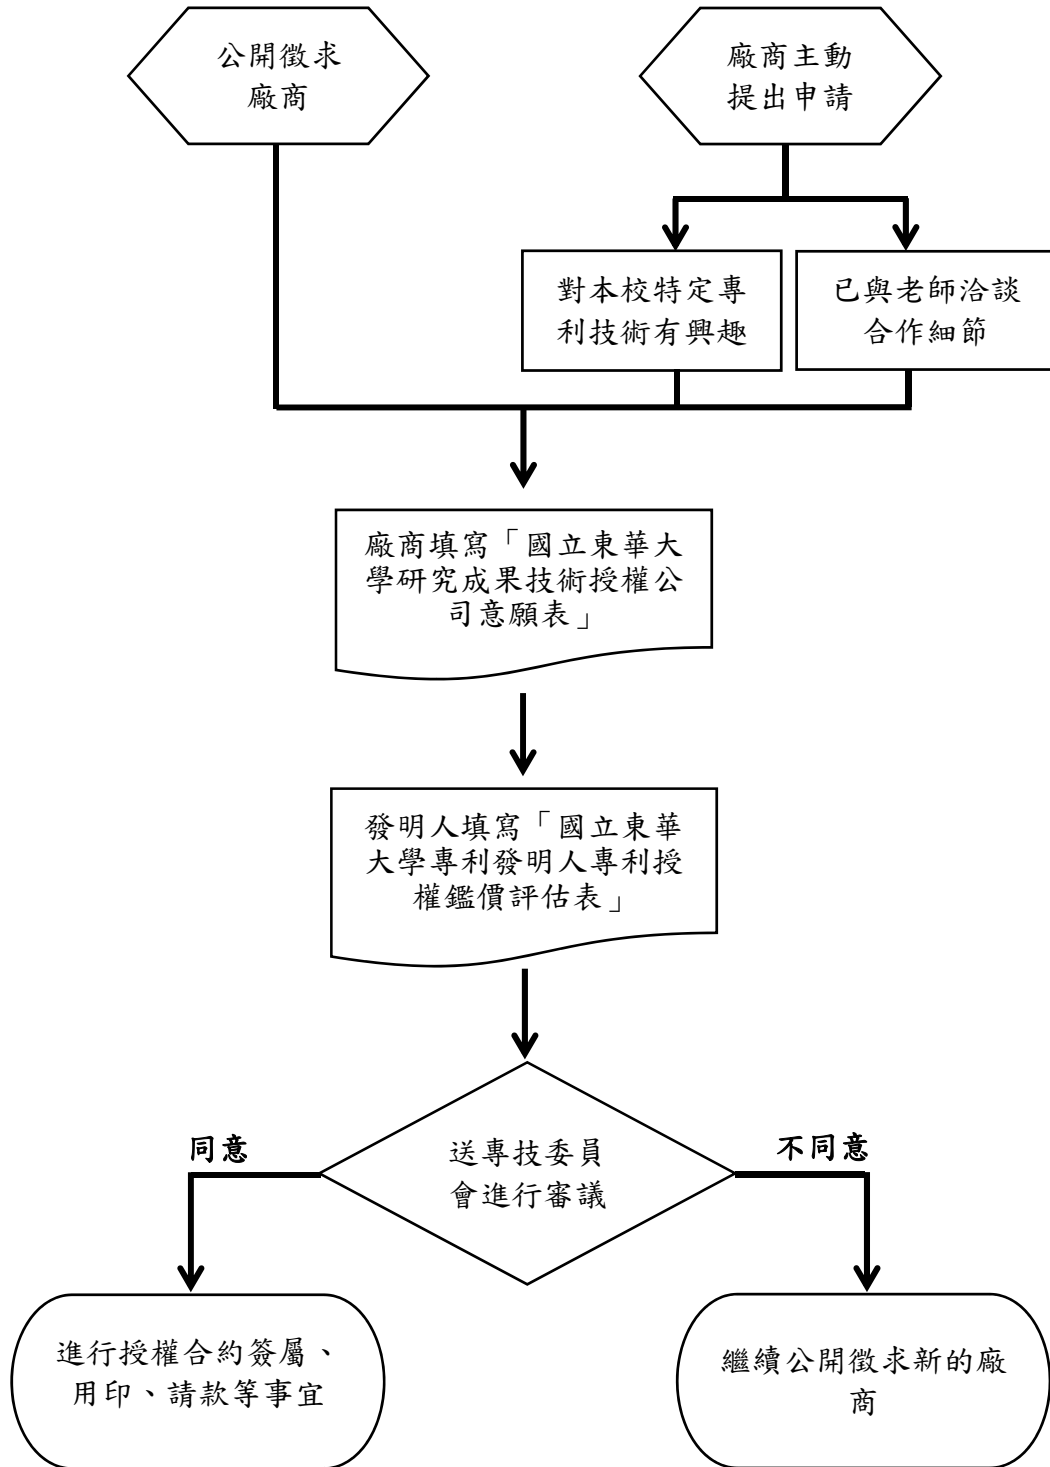 公開徵求
廠商
廠商主動
提出申請
對本校特定專
利技術有興趣
已與老師洽談
合作細節
廠商填寫「國立東華大
學研究成果技術授權公
司意願表」
發明人填寫「國立東華
大學專利發明人專利授
權鑑價評估表」
送專技委員
會進行審議
同意
不同意
進行授權合約簽屬、
用印、請款等事宜
繼續公開徵求新的廠
商